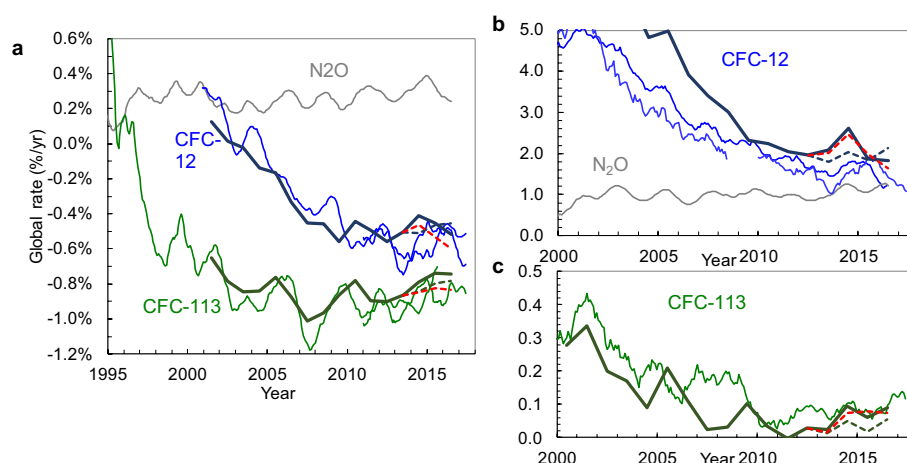 a
0.6%
0.4%
0.2%
0.0%
-0.2%
-0.4%
-0.6%
-0.8%
-1.0%
-1.2%
Global rate (%/yr)
N2O
CFC-
12
CFC-113
1995
2000
2005
2010
2015
Year
b
5.0
4.0
3.0
2.0
1.0
0.0
CFC-12
N₂O
2000
2005
Year
2010
2015
c
0.5
0.4
0.3
0.2
0.1
0.0
CFC-113
2000
2005
Year
2010
2015